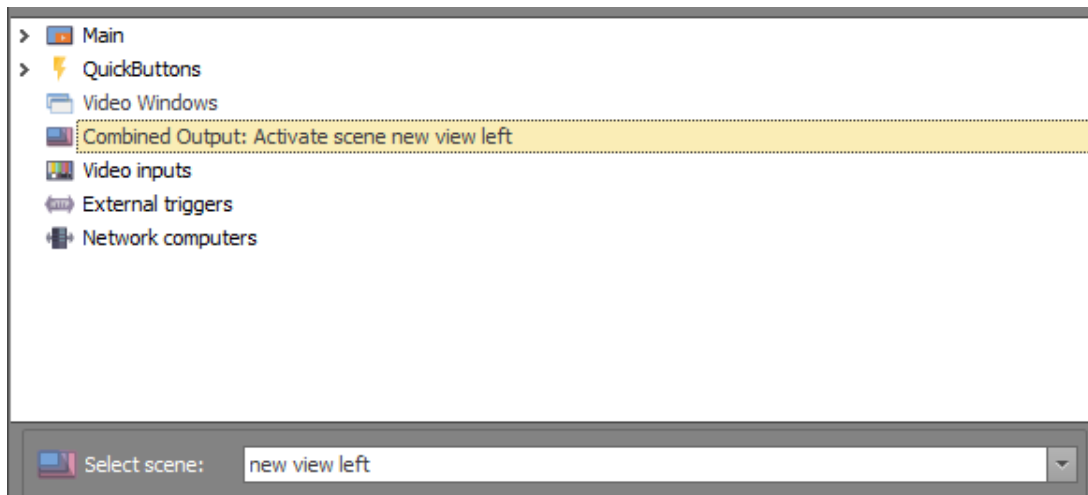 Main
QuickButtons
Video Windows
Combined Output: Activate scene new view left
Video inputs
External triggers
Network computers
Select scene: new view left